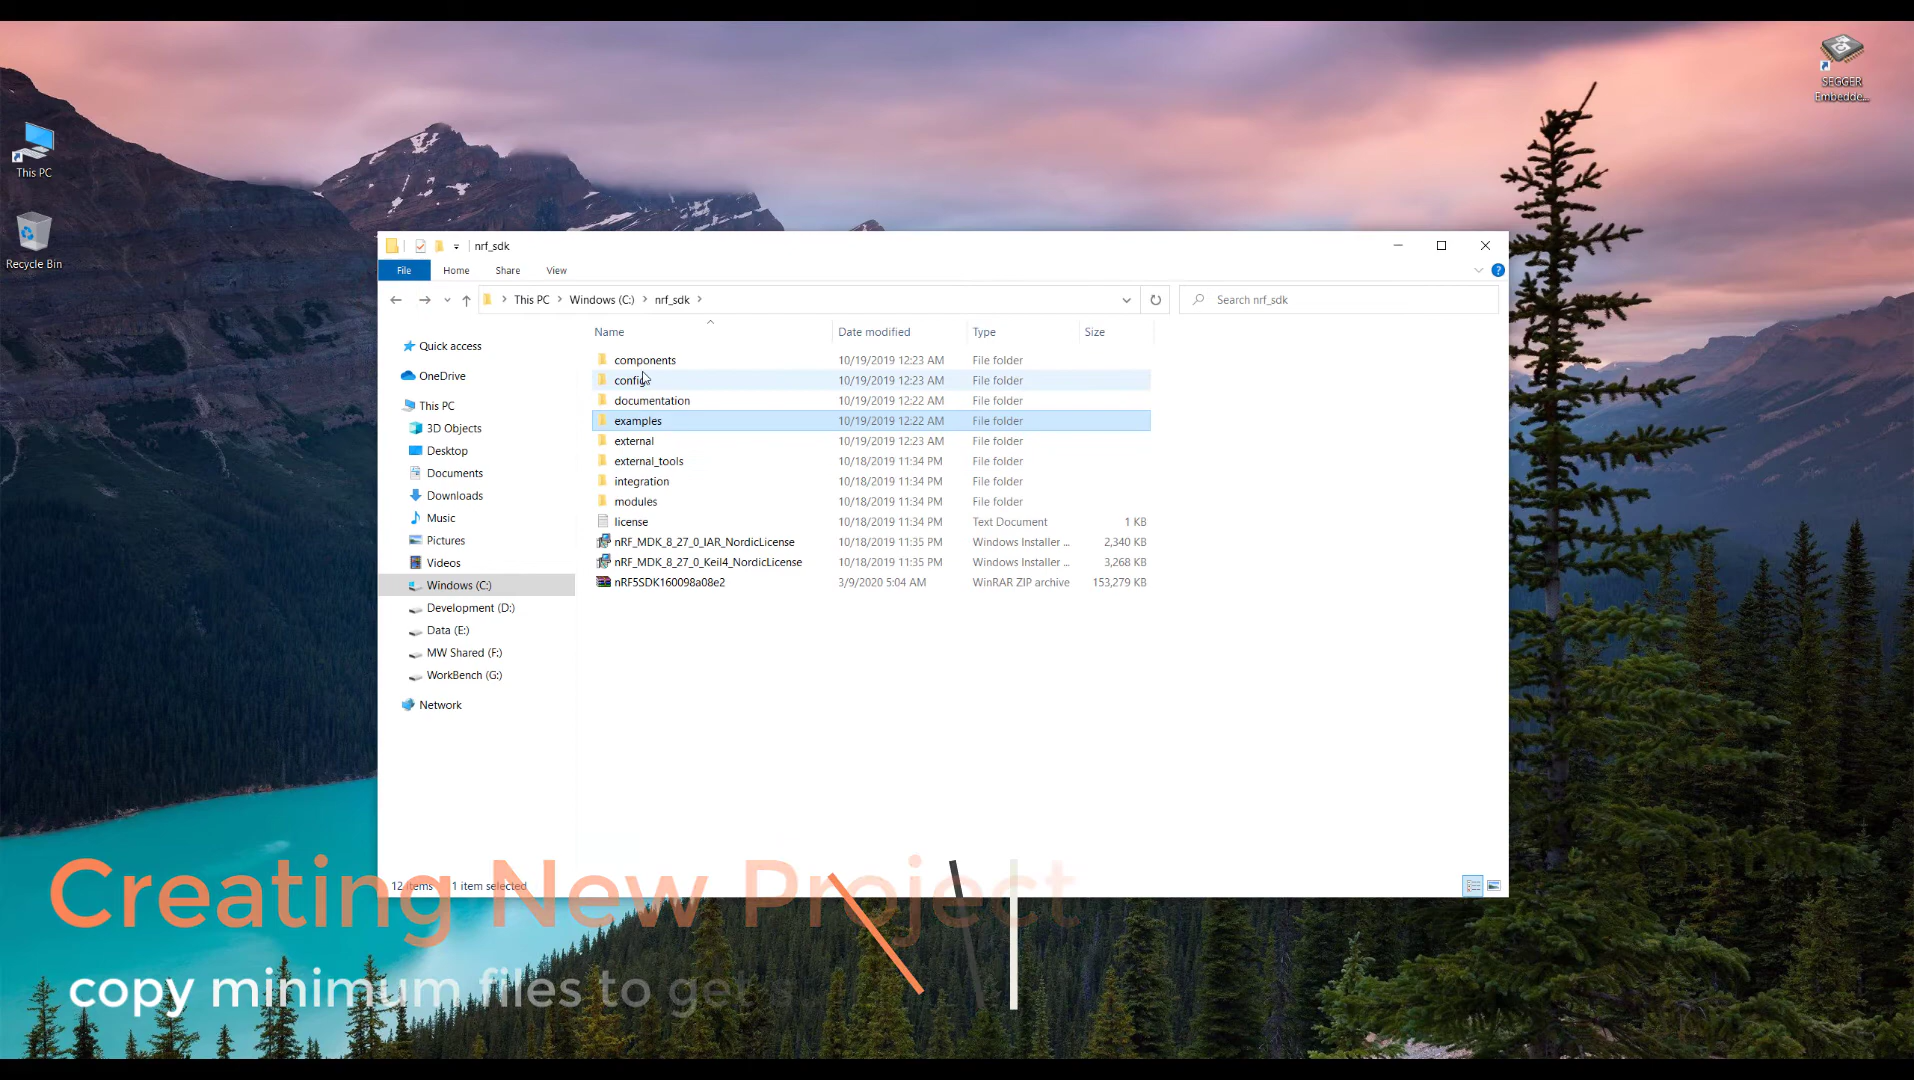 SEGGER
Embedde...
This PC
Recycle Bin
nrf_sdk
File Home Share View
This PC Windows (C:) nrf_sdk
Search nrf_sdk
Name Date modified Type Size
Quick access
OneDrive
This PC
3D Objects
Desktop
Documents
Downloads
Music
Pictures
Videos
Windows (C:)
Development (D:)
Data (E:)
MW Shared (F:)
WorkBench (G:)
Network
components 10/19/2019 12:23 AM File folder
config 10/19/2019 12:23 AM File folder
documentation 10/19/2019 12:22 AM File folder
examples 10/19/2019 12:22 AM File folder
external 10/19/2019 12:23 AM File folder
external_tools 10/18/2019 11:34 PM File folder
integration 10/18/2019 11:34 PM File folder
modules 10/18/2019 11:34 PM File folder
license 10/18/2019 11:34 PM Text Document 1 KB
nRF_MDK_8_27_0_IAR_NordicLicense 10/18/2019 11:35 PM Windows Installer ... 2,340 KB
nRF_MDK_8_27_0_Keil4_NordicLicense 10/18/2019 11:35 PM Windows Installer ... 3,268 KB
nRF5SDK160098a08e2 3/9/2020 5:04 AM WinRAR ZIP archive 153,279 KB
12 items 1 item selected
Creating New Project
copy minimum files to get s